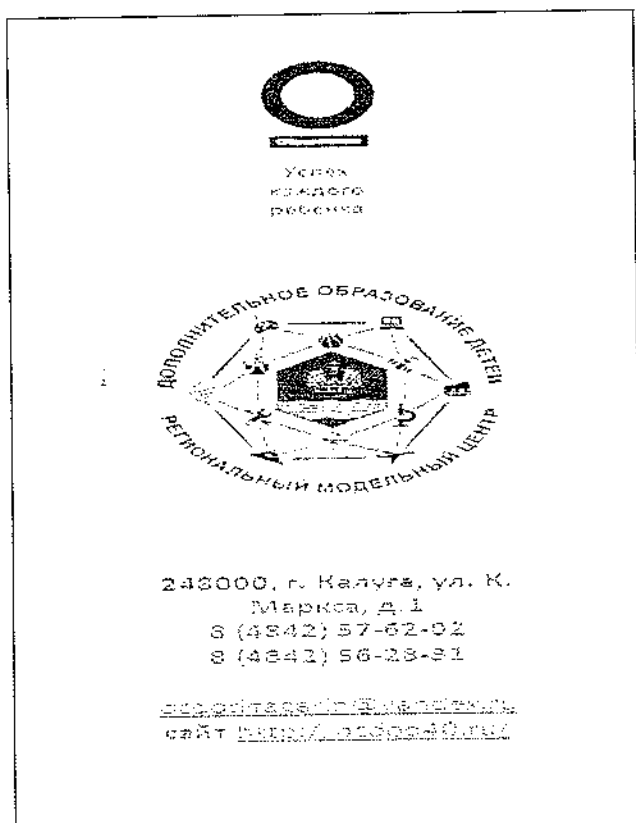 Успех
каждого
ребенка
ДОПОЛНИТЕЛЬНОЕ ОБРАЗОВАНИЕ ДЕТЕЙ
РЕГИОНАЛЬНЫЙ МОДЕЛЬНЫЙ ЦЕНТР
248000, г. Калуга, ул. К.
Маркса, д.1
8 (4842) 57-62-02
8 (4842) 56-28-31
сайт